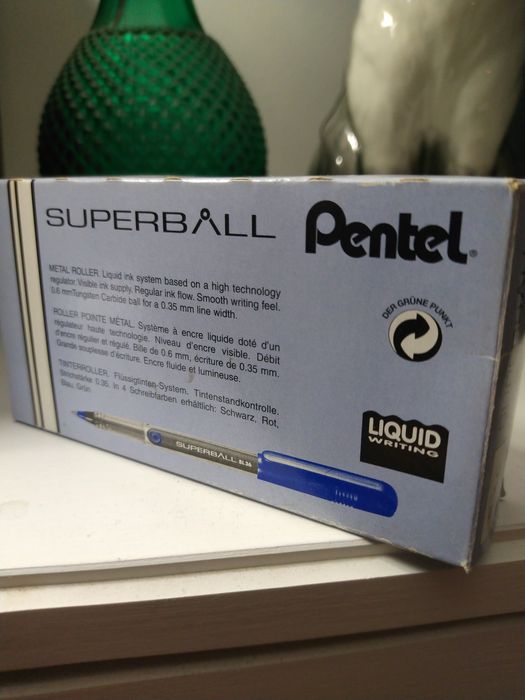 SUPERBALL
Pentel®
METAL ROLLER. Liquid ink system based on a high technology
regulator. Visible ink supply. Regular ink flow. Smooth writing feel.
0.6 mmTungsten Carbide ball for a 0.35 mm line width.
DER GRÜNE PUNKT
ROLLER POINTE MÉTAL. Système à encre liquide doté d'un
régulateur haute technologie. Niveau d'encre visible. Débit
d'encre régulier et régulé. Bille de 0.6 mm, écriture de 0.35 mm.
Grande souplesse d'écriture. Encre fluide et lumineuse.
TINTENROLLER. Flüssigtinten-System. Tintenstandkontrolle.
Strichstärke 0.35. In 4 Schreibfarben erhältlich: Schwarz, Rot,
Blau, Grün.
LIQUID
WRITING
SUPERBALL BL26